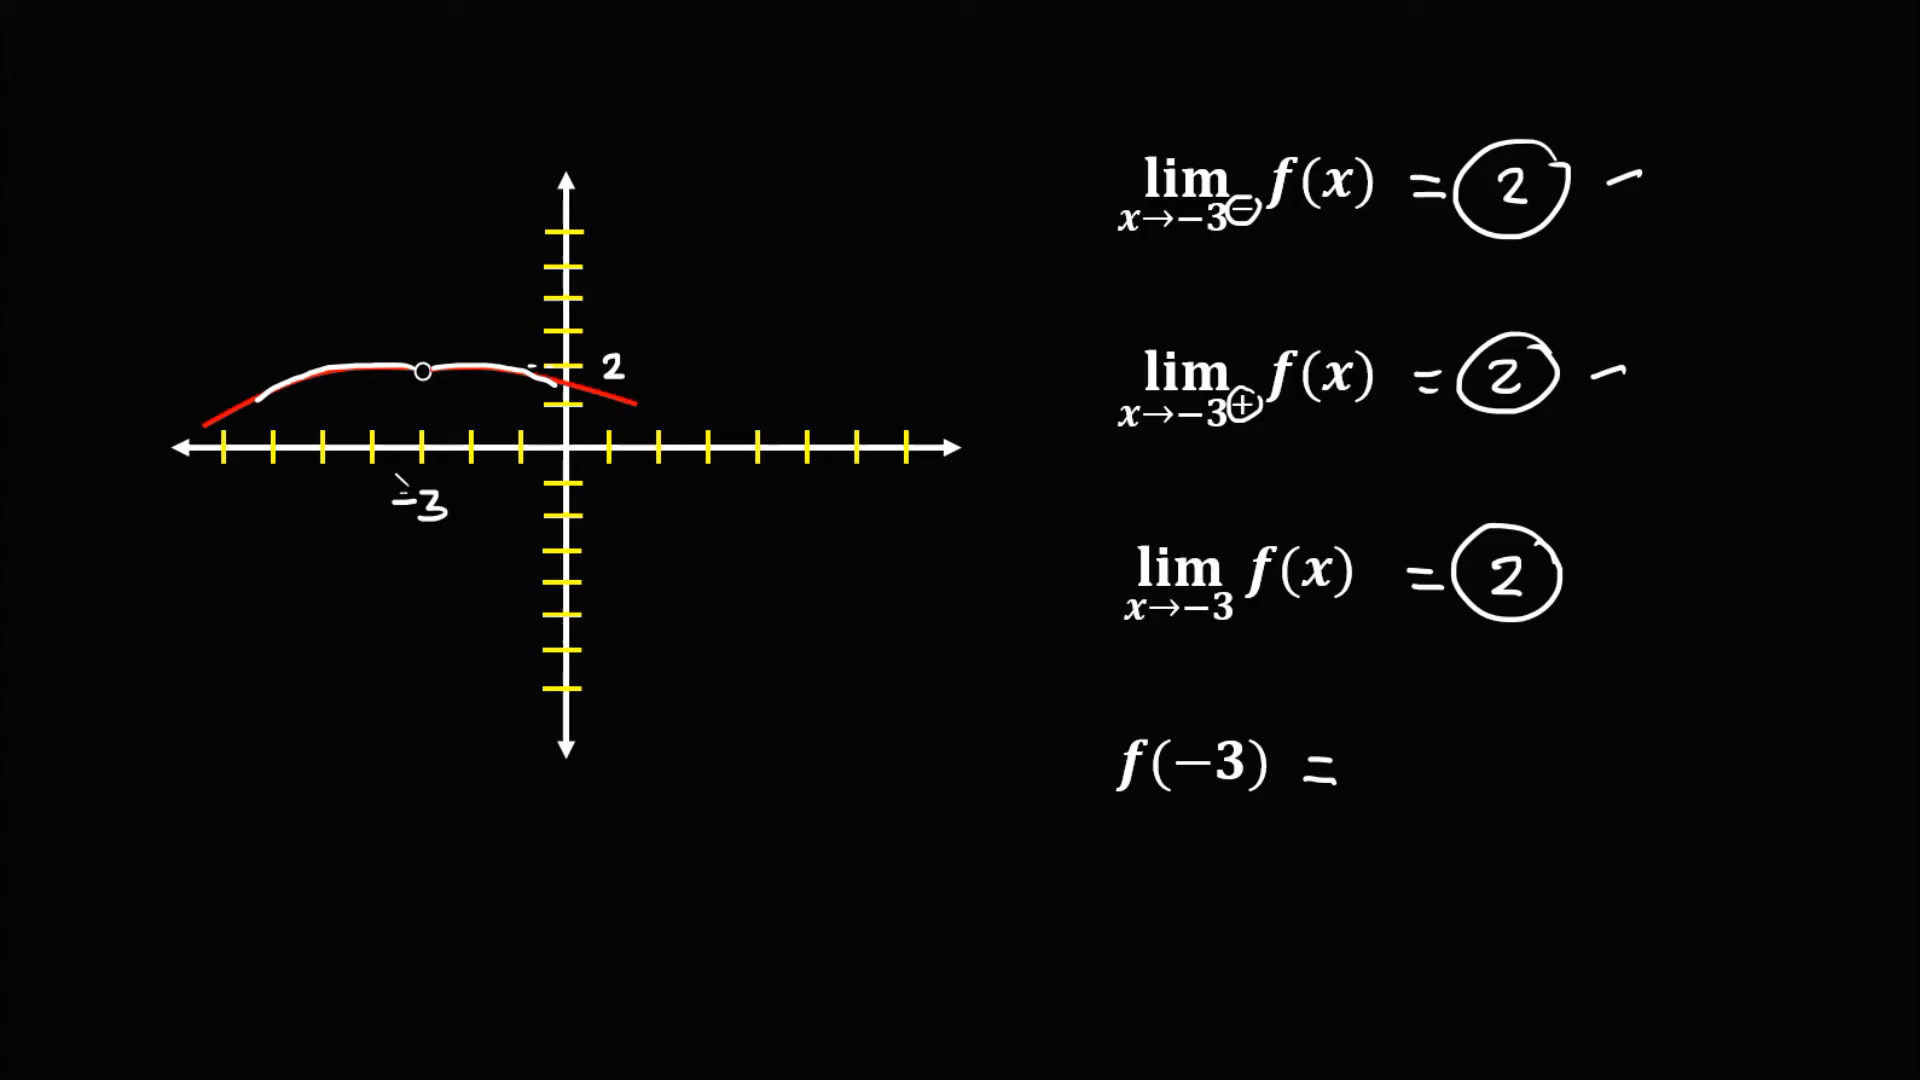 lim x→−3⁻ f(x) = 2
2
lim x→−3⁺ f(x) = 2
-3
lim x→−3 f(x) = 2
f(−3) =